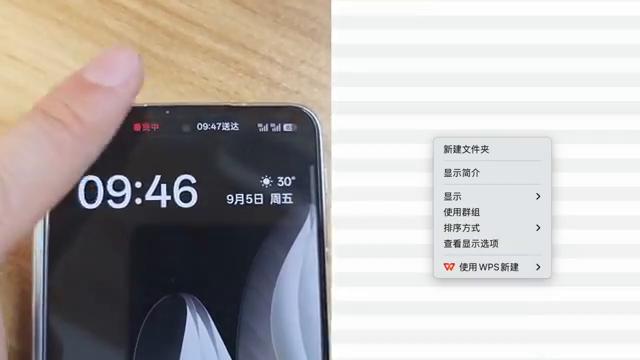 备货中
09:47送达
09:46
30°
9月5日 周五
新建文件夹
显示简介
显示
使用群组
排序方式
查看显示选项
使用 WPS 新建